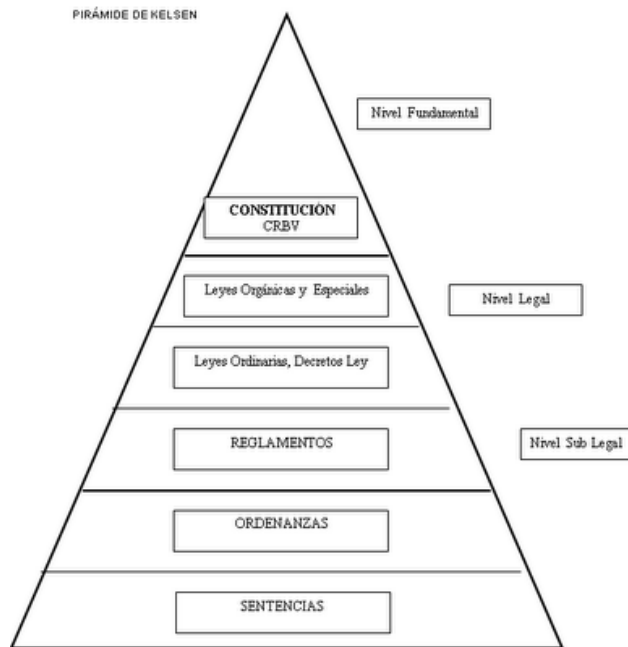 PIRÁMIDE DE KELSEN
Nivel Fundamental
CONSTITUCIÓN
CRBV
Leyes Orgánicas y Especiales
Nivel Legal
Leyes Ordinarias, Decretos Ley
REGLAMENTOS
Nivel Sub Legal
ORDENANZAS
SENTENCIAS